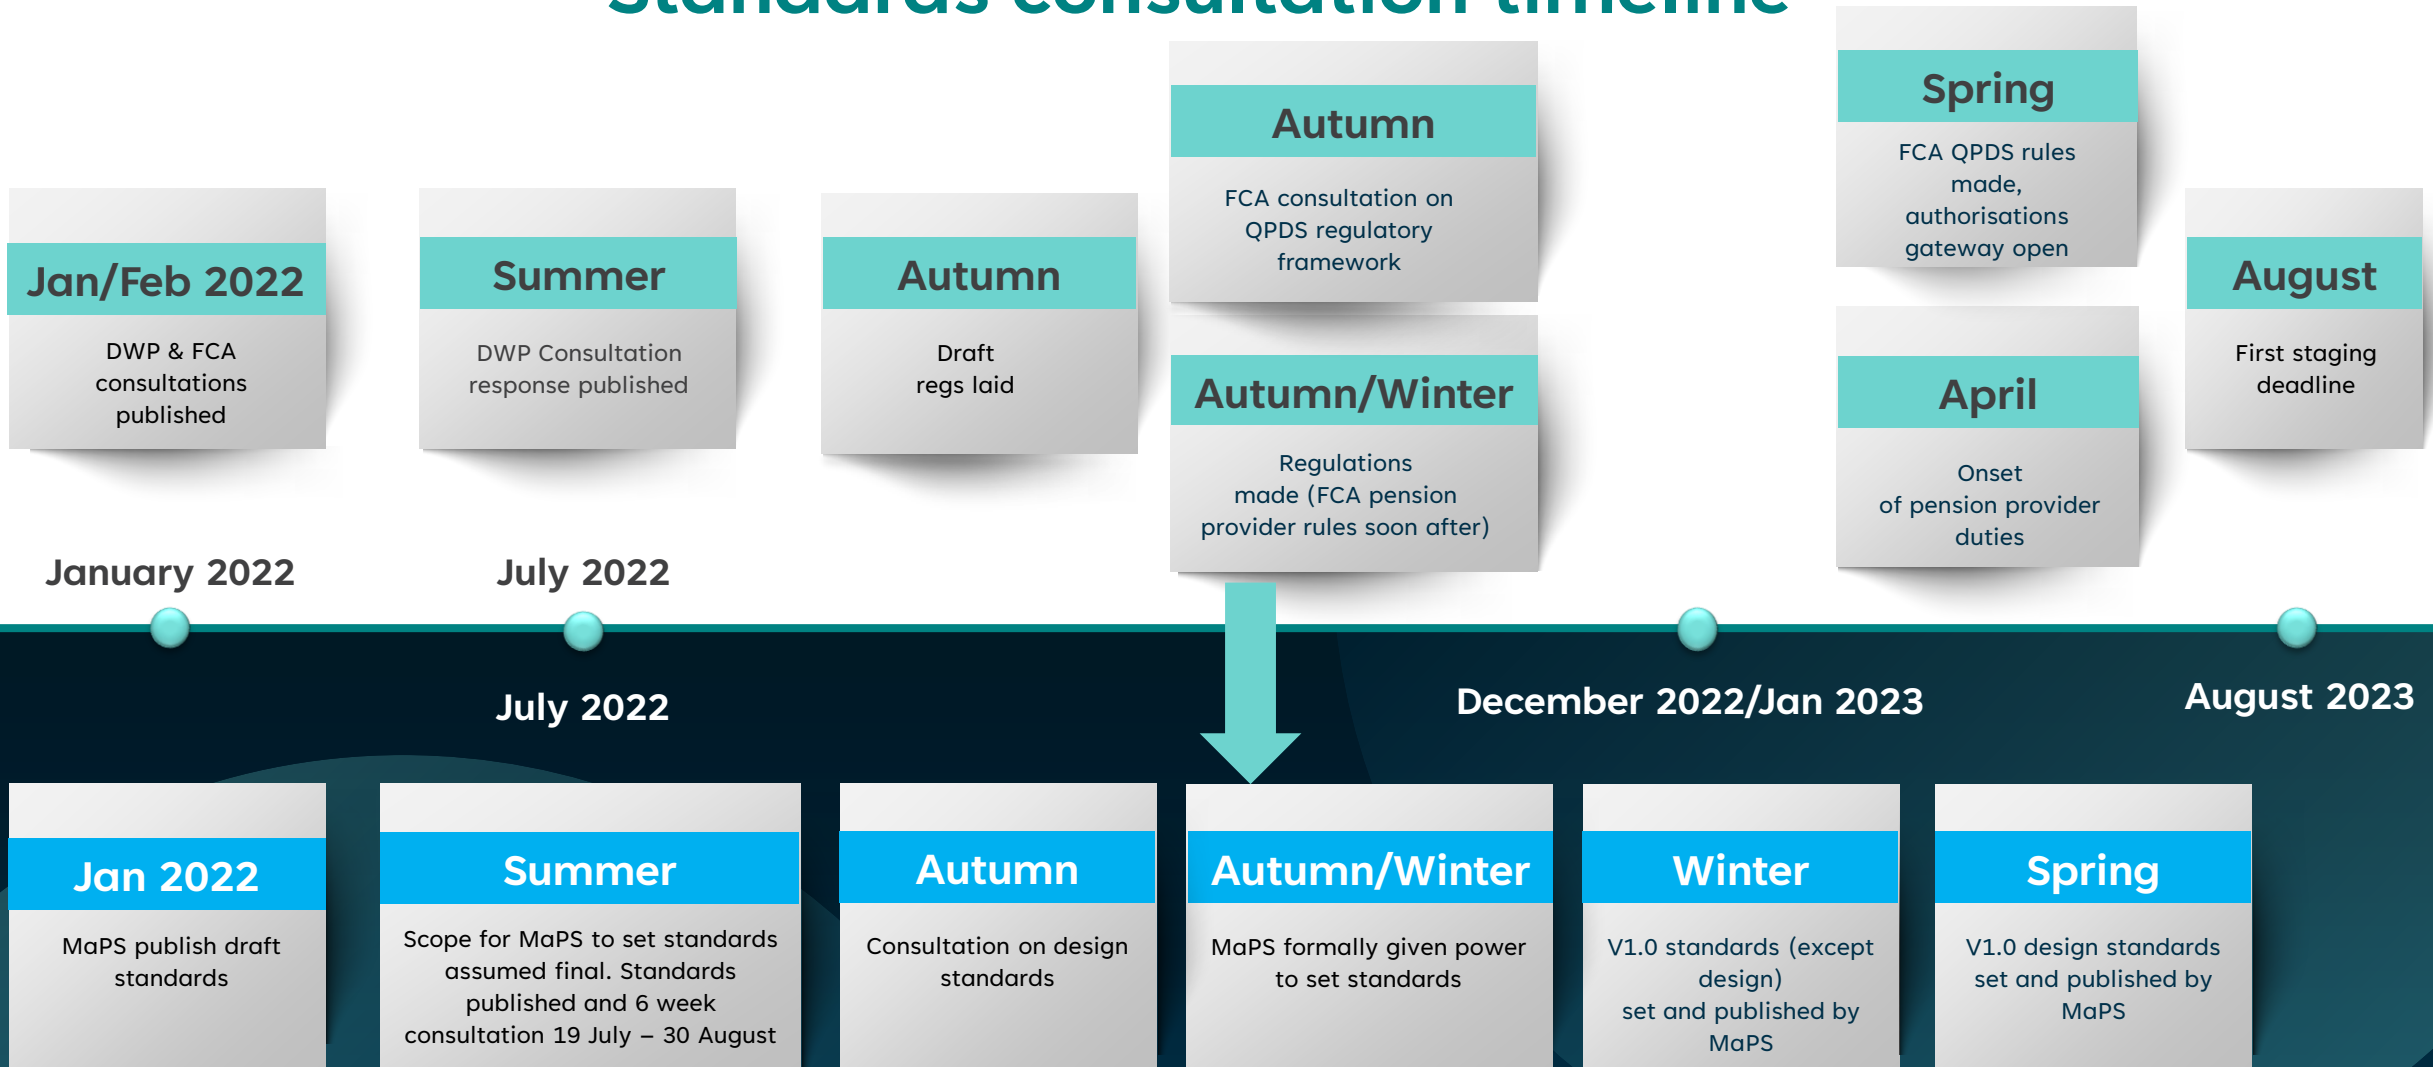 Standards consultation timeline
Jan/Feb 2022
DWP & FCA
consultations
published
Summer
DWP Consultation
response published
Autumn
Draft
regs laid
Autumn
FCA consultation on
QPDS regulatory
framework
Autumn/Winter
Regulations
made (FCA pension
provider rules soon after)
Spring
FCA QPDS rules
made,
authorisations
gateway open
April
Onset
of pension provider
duties
August
First staging
deadline
January 2022
July 2022
July 2022
December 2022/Jan 2023
August 2023
Jan 2022
MaPS publish draft
standards
Summer
Scope for MaPS to set standards
assumed final. Standards
published and 6 week
consultation 19 July – 30 August
Autumn
Consultation on design
standards
Autumn/Winter
MaPS formally given power
to set standards
Winter
V1.0 standards (except
design)
set and published by
MaPS
Spring
V1.0 design standards
set and published by
MaPS